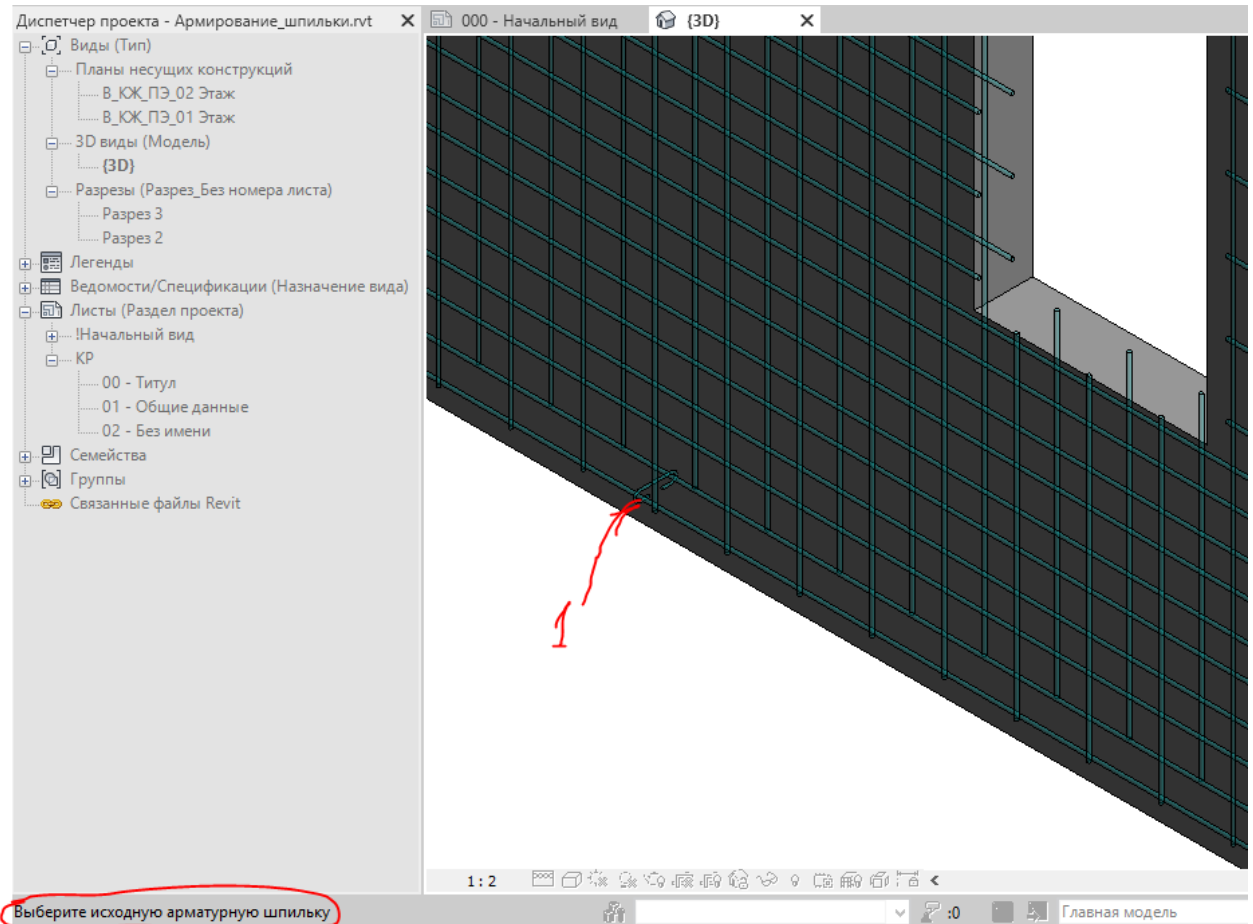 Диспетчер проекта - Армирование_шпильки.rvt
Виды (Тип)
Планы несущих конструкций
В_КЖ_ПЭ_02 Этаж
В_КЖ_ПЭ_01 Этаж
3D виды (Модель)
{3D}
Разрезы (Разрез_Без номера листа)
Разрез 3
Разрез 2
Легенды
Ведомости/Спецификации (Назначение вида)
Листы (Раздел проекта)
!Начальный вид
КР
00 - Титул
01 - Общие данные
02 - Без имени
Семейства
Группы
Связанные файлы Revit
000 - Начальный вид
{3D}
1
1 : 2
Выберите исходную арматурную шпильку
:0
Главная модель